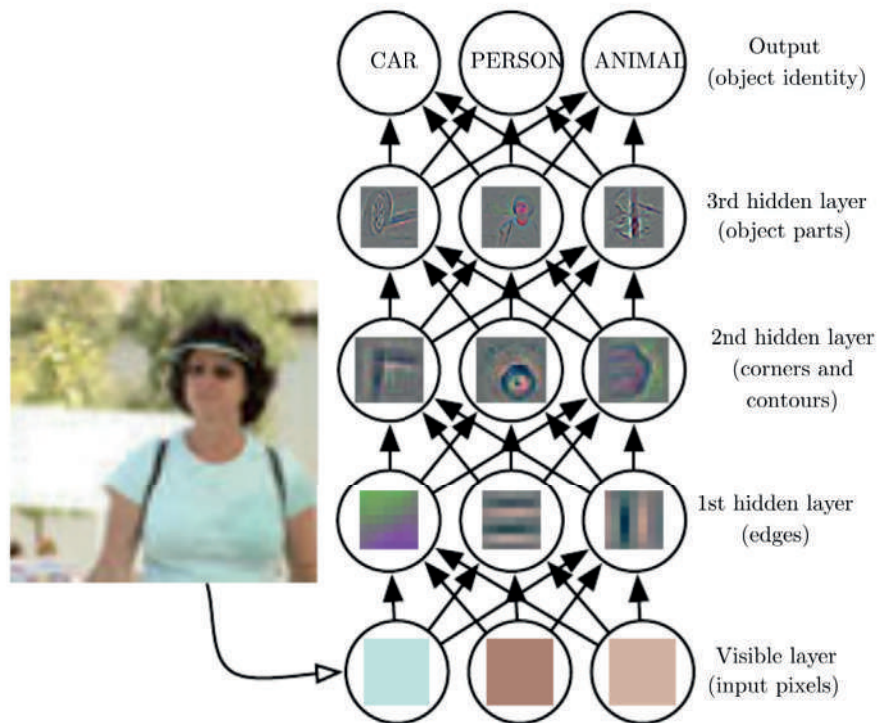 CAR PERSON ANIMAL
Output
(object identity)
3rd hidden layer
(object parts)
2nd hidden layer
(corners and
contours)
1st hidden layer
(edges)
Visible layer
(input pixels)